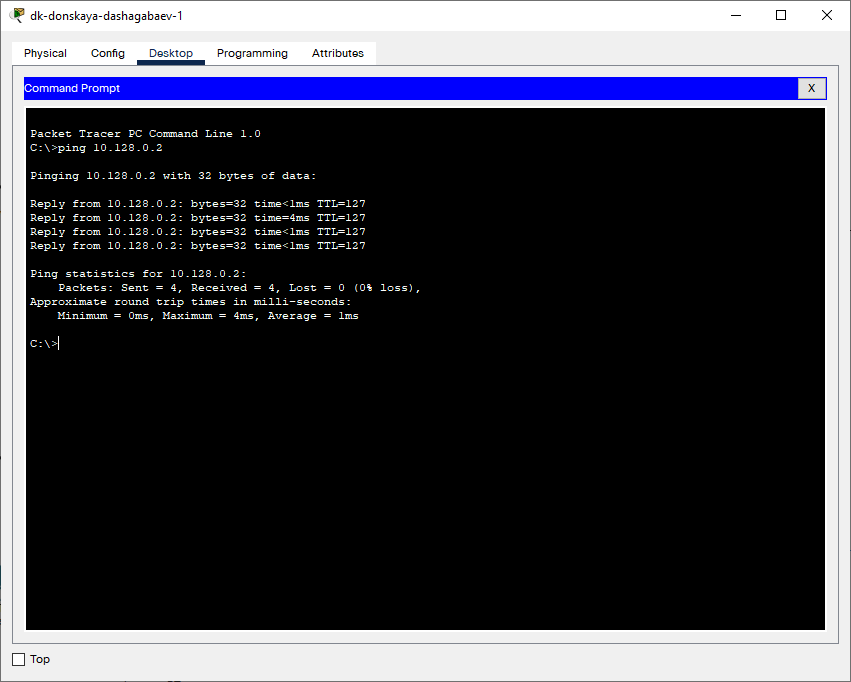 dk-donskaya-dashagabaev-1
Physical Config Desktop Programming Attributes
Command Prompt X
Packet Tracer PC Command Line 1.0
C:\>ping 10.128.0.2
Pinging 10.128.0.2 with 32 bytes of data:
Reply from 10.128.0.2: bytes=32 time<1ms TTL=127
Reply from 10.128.0.2: bytes=32 time=4ms TTL=127
Reply from 10.128.0.2: bytes=32 time<1ms TTL=127
Reply from 10.128.0.2: bytes=32 time<1ms TTL=127
Ping statistics for 10.128.0.2:
Packets: Sent = 4, Received = 4, Lost = 0 (0% loss),
Approximate round trip times in milli-seconds:
Minimum = 0ms, Maximum = 4ms, Average = 1ms
C:\>
Top